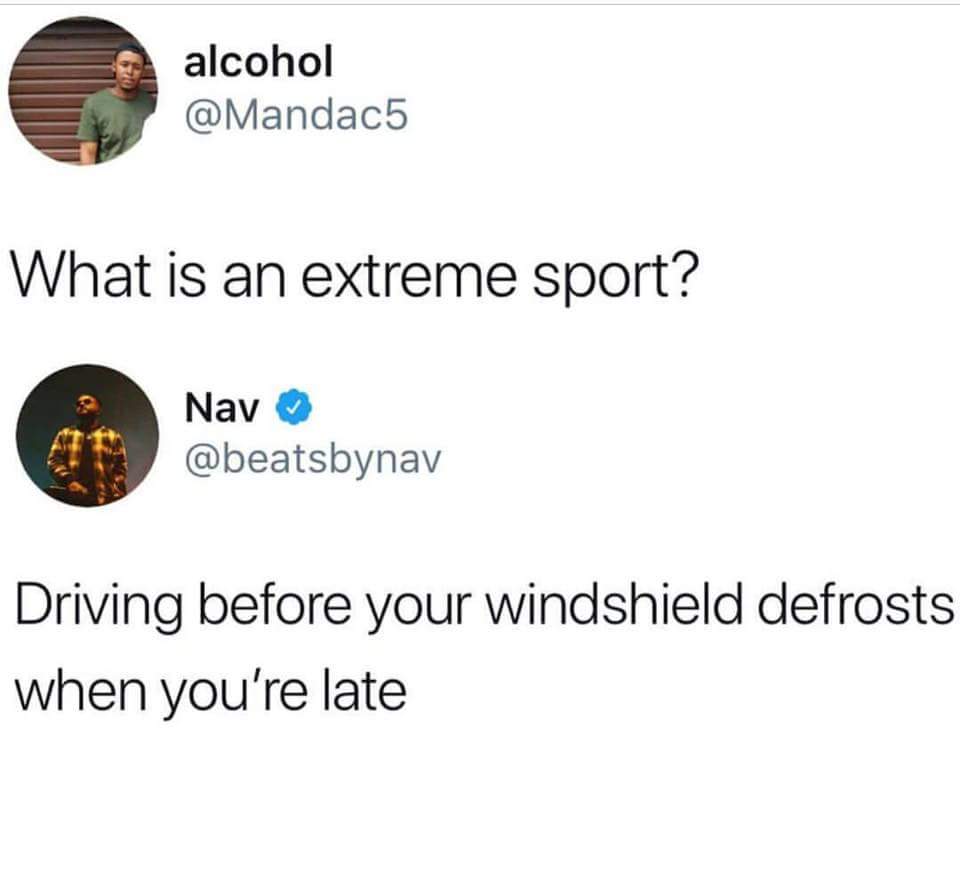 alcohol
@Mandac5
What is an extreme sport?
Nav
@beatsbynav
Driving before your windshield defrosts
when you're late